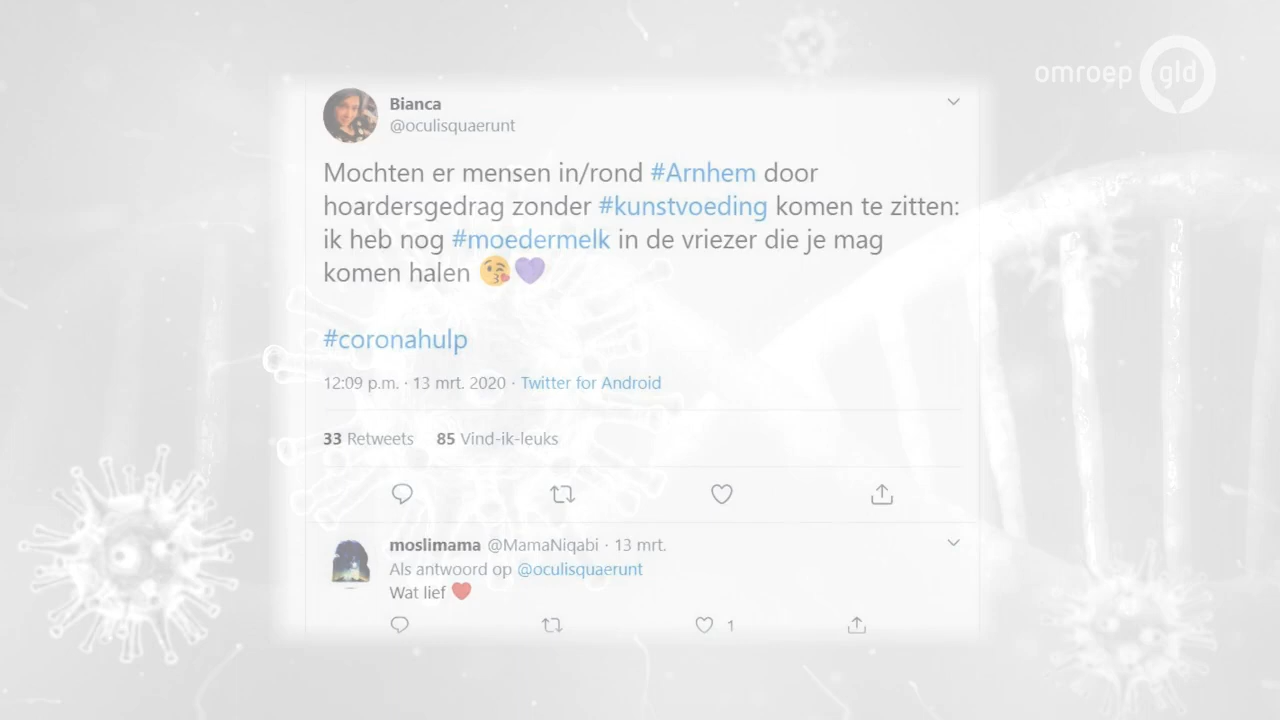 omroep gld
Bianca
@oculisquaerunt
Mochten er mensen in/rond #Arnhem door
hoardersgedrag zonder #kunstvoeding komen te zitten:
ik heb nog #moedermelk in de vriezer die je mag
komen halen 😘💜
#coronahulp
12:09 p.m. · 13 mrt. 2020 · Twitter for Android
33 Retweets 85 Vind-ik-leuks
moslimama @MamaNiqabi · 13 mrt.
Als antwoord op @oculisquaerunt
Wat lief ❤️
1